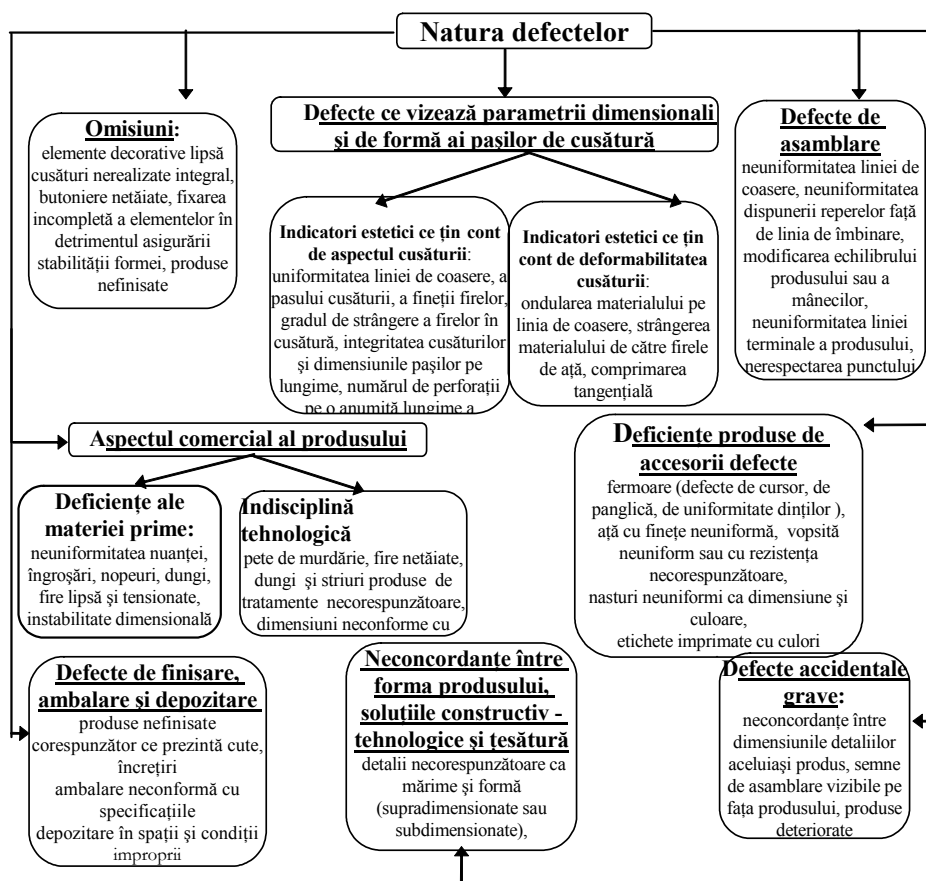 Natura defectelor
Omisiuni:
elemente decorative lipsă
cusături nerealizate integral,
butoniere netăiate, fixarea
incompletă a elementelor în
detrimentul asigurării
stabilității formei, produse
nefinisate
Defecte ce vizează parametrii dimensionali
și de formă ai pașilor de cusătură
Defecte de
asamblare
neuniformitatea liniei de
coasere, neuniformitatea
dispunerii reperelor față
de linia de îmbinare,
modificarea echilibrului
produsului sau a
mânecilor,
neuniformitatea liniei
terminale a produsului,
nerespectarea punctului
Indicatori estetici ce țin cont
de aspectul cusăturii:
uniformitatea liniei de coasere, a
pasului cusăturii, a fineții firelor,
gradul de strângere a firelor în
cusătură, integritatea cusăturilor
și dimensiunile pașilor pe
lungime, numărul de perforații
pe o anumită lungime a
Indicatori estetici ce țin
cont de deformabilitatea
cusăturii:
ondularea materialului pe
linia de coasere, strângerea
materialului de către firele
de ață, comprimarea
tangențială
Aspectul comercial al produsului
Deficiențe ale
materiei prime:
neuniformitatea nuanței,
îngroșări, nopeuri, dungi,
fire lipsă și tensionate,
instabilitate dimensională
Indisciplină
tehnologică
pete de murdărie, fire netăiate,
dungi și striuri produse de
tratamente necorespunzătoare,
dimensiuni neconforme cu
Deficiențe produse de
accesorii defecte
fermoare (defecte de cursor, de
panglică, de uniformitate dinților ),
ață cu finețe neuniformă, vopsită
neuniform sau cu rezistența
necorespunzătoare,
nasturi neuniformi ca dimensiune și
culoare,
etichete imprimate cu culori
Defecte de finisare,
ambalare și depozitare
produse nefinisate
corespunzător ce prezintă cute,
încrețiri
ambalare neconformă cu
specificațiile
depozitare în spații și condiții
improprii
Neconcordanțe între
forma produsului,
soluțiile constructiv -
tehnologice și țesătură
detalii necorespunzătoare ca
mărime și formă
(supradimensionate sau
subdimensionate),
Defecte accidentale
grave:
neconcordanțe între
dimensiunile detaliilor
aceluiași produs, semne
de asamblare vizibile pe
fața produsului, produse
deteriorate